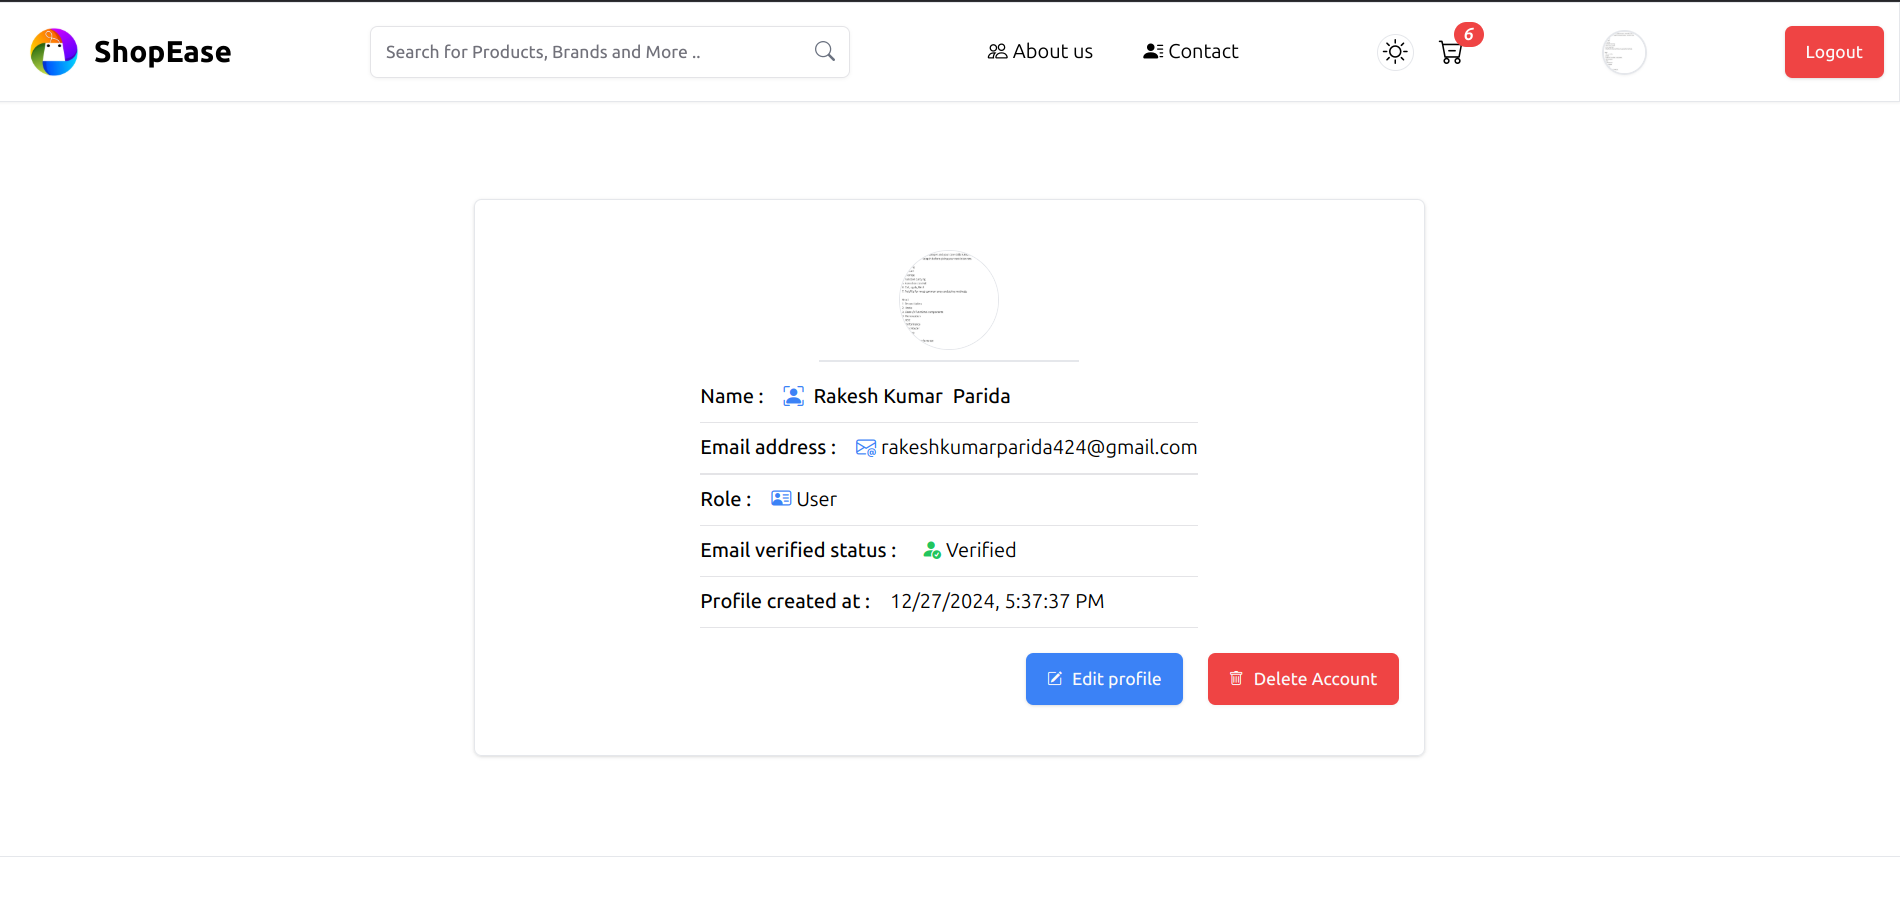 ShopEase
Search for Products, Brands and More ..
About us
Contact
6
Logout
Name : Rakesh Kumar Parida
Email address : rakeshkumarparida424@gmail.com
Role : User
Email verified status : Verified
Profile created at : 12/27/2024, 5:37:37 PM
Edit profile
Delete Account